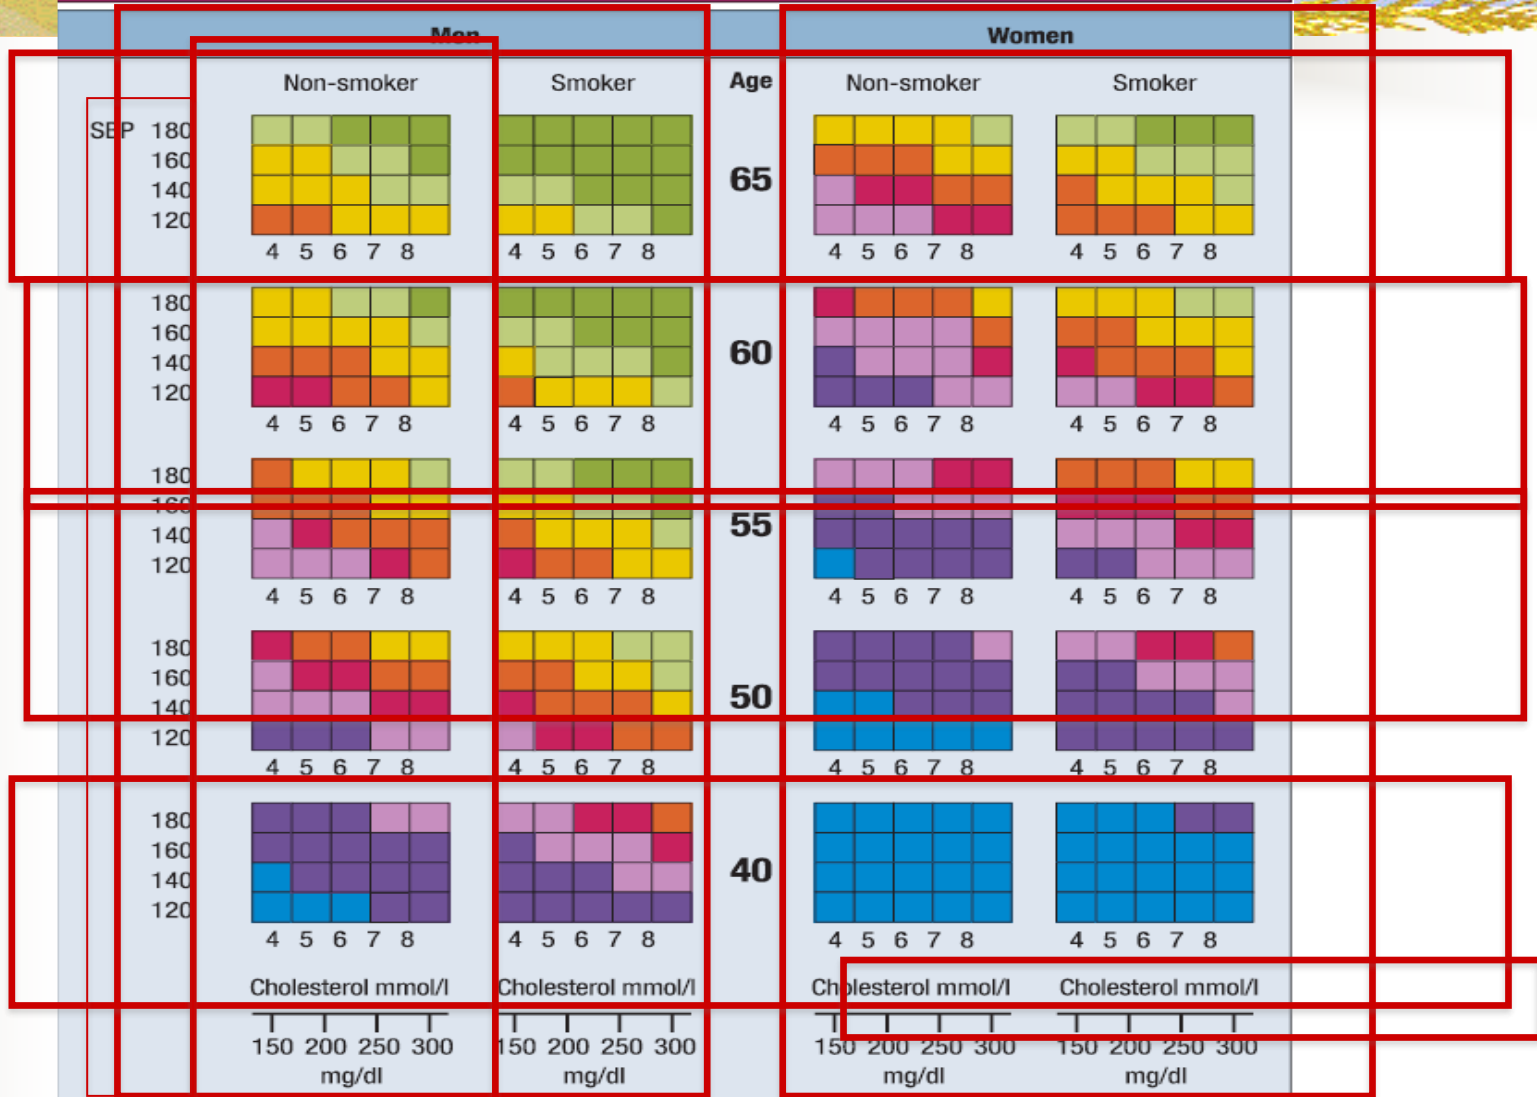 Men Women
Non-smoker Smoker Age Non-smoker Smoker
SBP 180
160
65
140
120
4 5 6 7 8 4 5 6 7 8 4 5 6 7 8 4 5 6 7 8
180
160
60
140
120
4 5 6 7 8 4 5 6 7 8 4 5 6 7 8 4 5 6 7 8
180
160
55
140
120
4 5 6 7 8 4 5 6 7 8 4 5 6 7 8 4 5 6 7 8
180
160
50
140
120
4 5 6 7 8 4 5 6 7 8 4 5 6 7 8 4 5 6 7 8
180
160
40
140
120
4 5 6 7 8 4 5 6 7 8 4 5 6 7 8 4 5 6 7 8
Cholesterol mmol/l Cholesterol mmol/l Cholesterol mmol/l Cholesterol mmol/l
150 200 250 300 150 200 250 300 150 200 250 300 150 200 250 300
mg/dl mg/dl mg/dl mg/dl